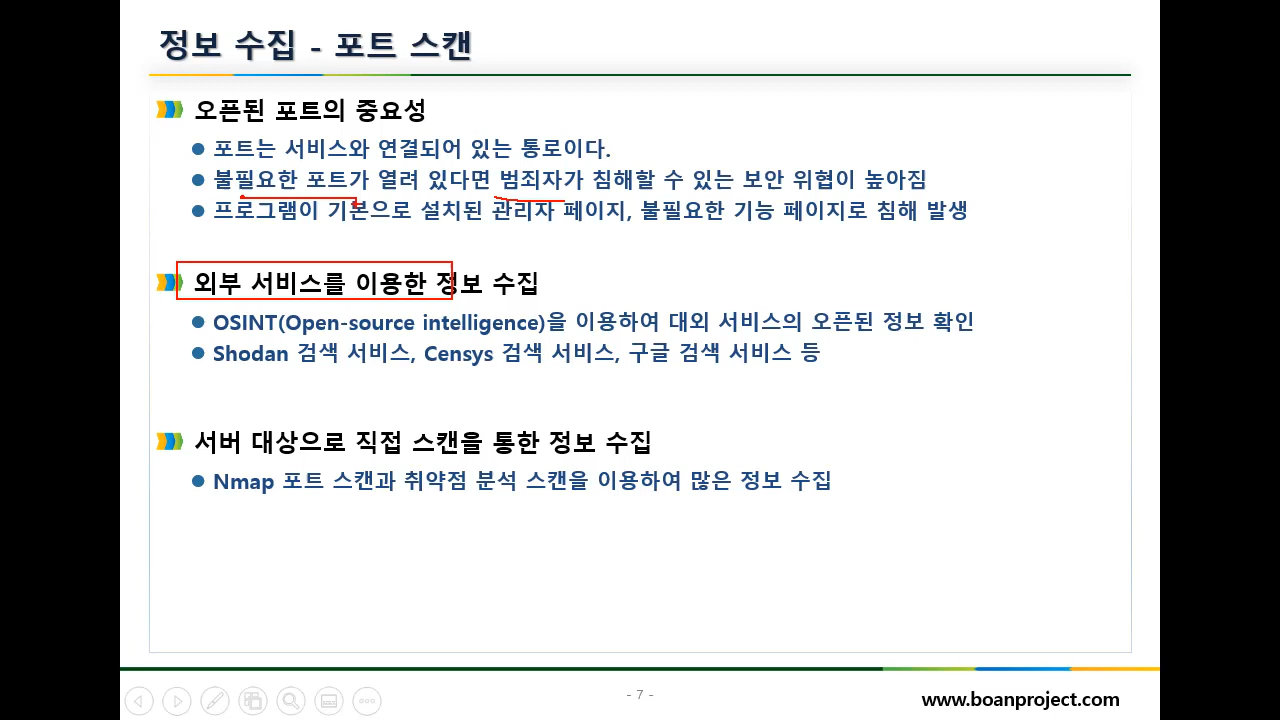 정보 수집 - 포트 스캔
오픈된 포트의 중요성
포트는 서비스와 연결되어 있는 통로이다.
불필요한 포트가 열려 있다면 범죄자가 침해할 수 있는 보안 위협이 높아짐
프로그램이 기본으로 설치된 관리자 페이지, 불필요한 기능 페이지로 침해 발생
외부 서비스를 이용한 정보 수집
OSINT(Open-source intelligence)을 이용하여 대외 서비스의 오픈된 정보 확인
Shodan 검색 서비스, Censys 검색 서비스, 구글 검색 서비스 등
서버 대상으로 직접 스캔을 통한 정보 수집
Nmap 포트 스캔과 취약점 분석 스캔을 이용하여 많은 정보 수집
- 7 -
www.boanproject.com